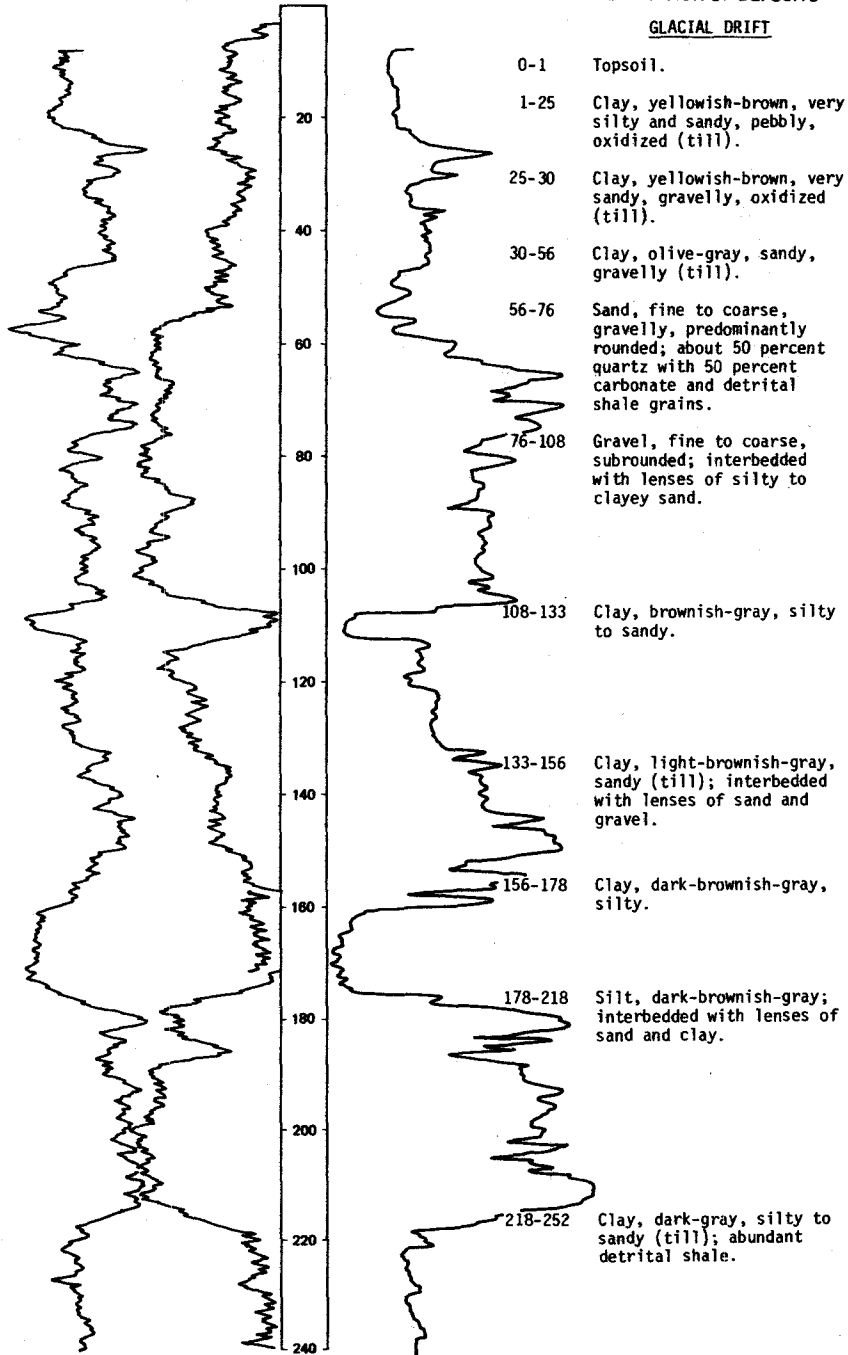 OF DEPOSITS
GLACIAL DRIFT
0-1 Topsoil.
20
1-25 Clay, yellowish-brown, very
silty and sandy, pebbly,
oxidized (till).
25-30 Clay, yellowish-brown, very
sandy, gravelly, oxidized
(till).
40
30-56 Clay, olive-gray, sandy,
gravelly (till).
56-76 Sand, fine to coarse,
gravelly, predominantly
60
rounded; about 50 percent
quartz with 50 percent
carbonate and detrital
shale grains.
76-108 Gravel, fine to coarse,
80
subrounded; interbedded
with lenses of silty to
clayey sand.
100
108-133 Clay, brownish-gray, silty
to sandy.
120
133-156 Clay, light-brownish-gray,
sandy (till); interbedded
140
with lenses of sand and
gravel.
156-178 Clay, dark-brownish-gray,
silty.
160
178-218 Silt, dark-brownish-gray;
180
interbedded with lenses of
sand and clay.
200
218-252 Clay, dark-gray, silty to
220
sandy (till); abundant
detrital shale.
240